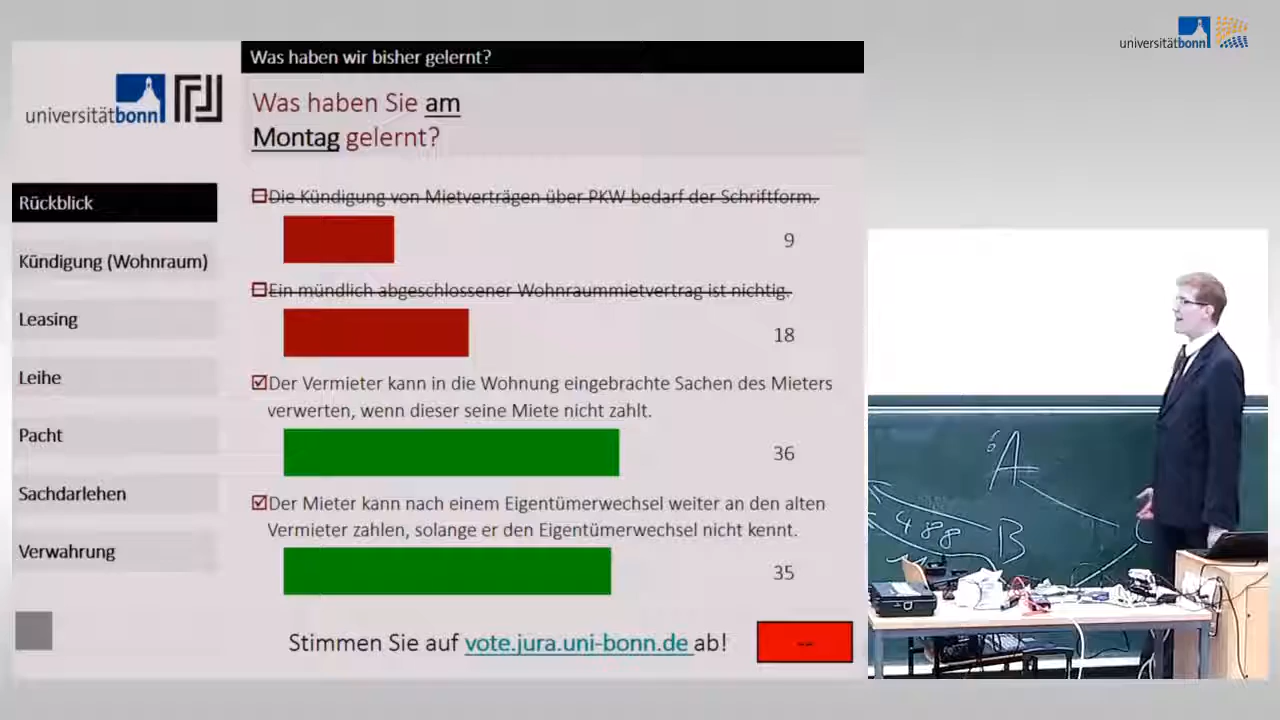 universitätbonn
Was haben wir bisher gelernt?
universitätbonn
Was haben Sie am
Montag gelernt?
Rückblick
Kündigung (Wohnraum)
Leasing
Leihe
Pacht
Sachdarlehen
Verwahrung
Die Kündigung von Mietverträgen über PKW bedarf der Schriftform.
9
Ein mündlich abgeschlossener Wohnraummietvertrag ist nichtig.
18
Der Vermieter kann in die Wohnung eingebrachte Sachen des Mieters
verwerten, wenn dieser seine Miete nicht zahlt.
36
Der Mieter kann nach einem Eigentümerwechsel weiter an den alten
Vermieter zahlen, solange er den Eigentümerwechsel nicht kennt.
35
Stimmen Sie auf vote.jura.uni-bonn.de ab!
A
488 B